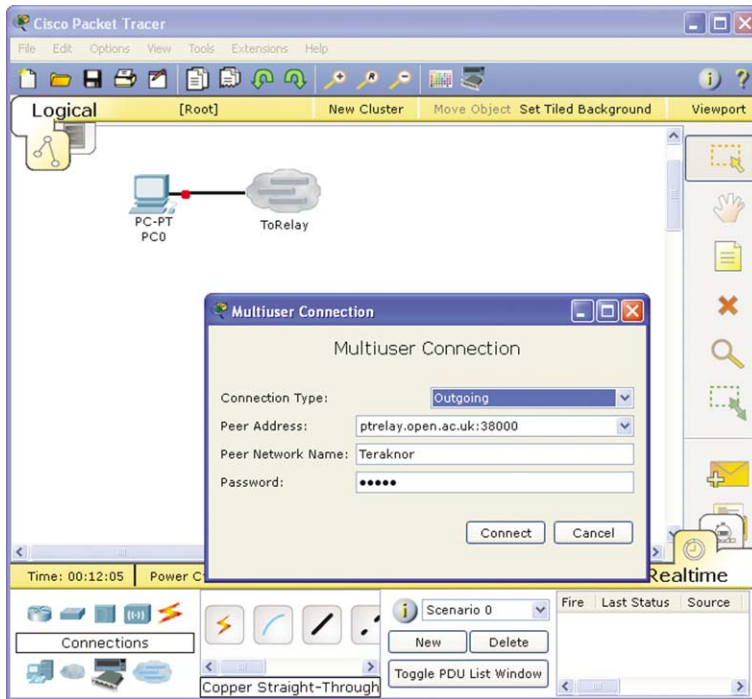 Cisco Packet Tracer
File Edit Options View Tools Extensions Help
Logical [Root] New Cluster Move Object Set Tiled Background Viewport
PC-PT
PC0
ToRelay
Multiuser Connection
Multiuser Connection
Connection Type: Outgoing
Peer Address: ptrelay.open.ac.uk:38000
Peer Network Name: Teraknor
Password: •••••
Connect Cancel
Time: 00:12:05 Power Realtime
Connections
Copper Straight-Through
Scenario 0
New Delete
Toggle PDU List Window
Fire Last Status Source